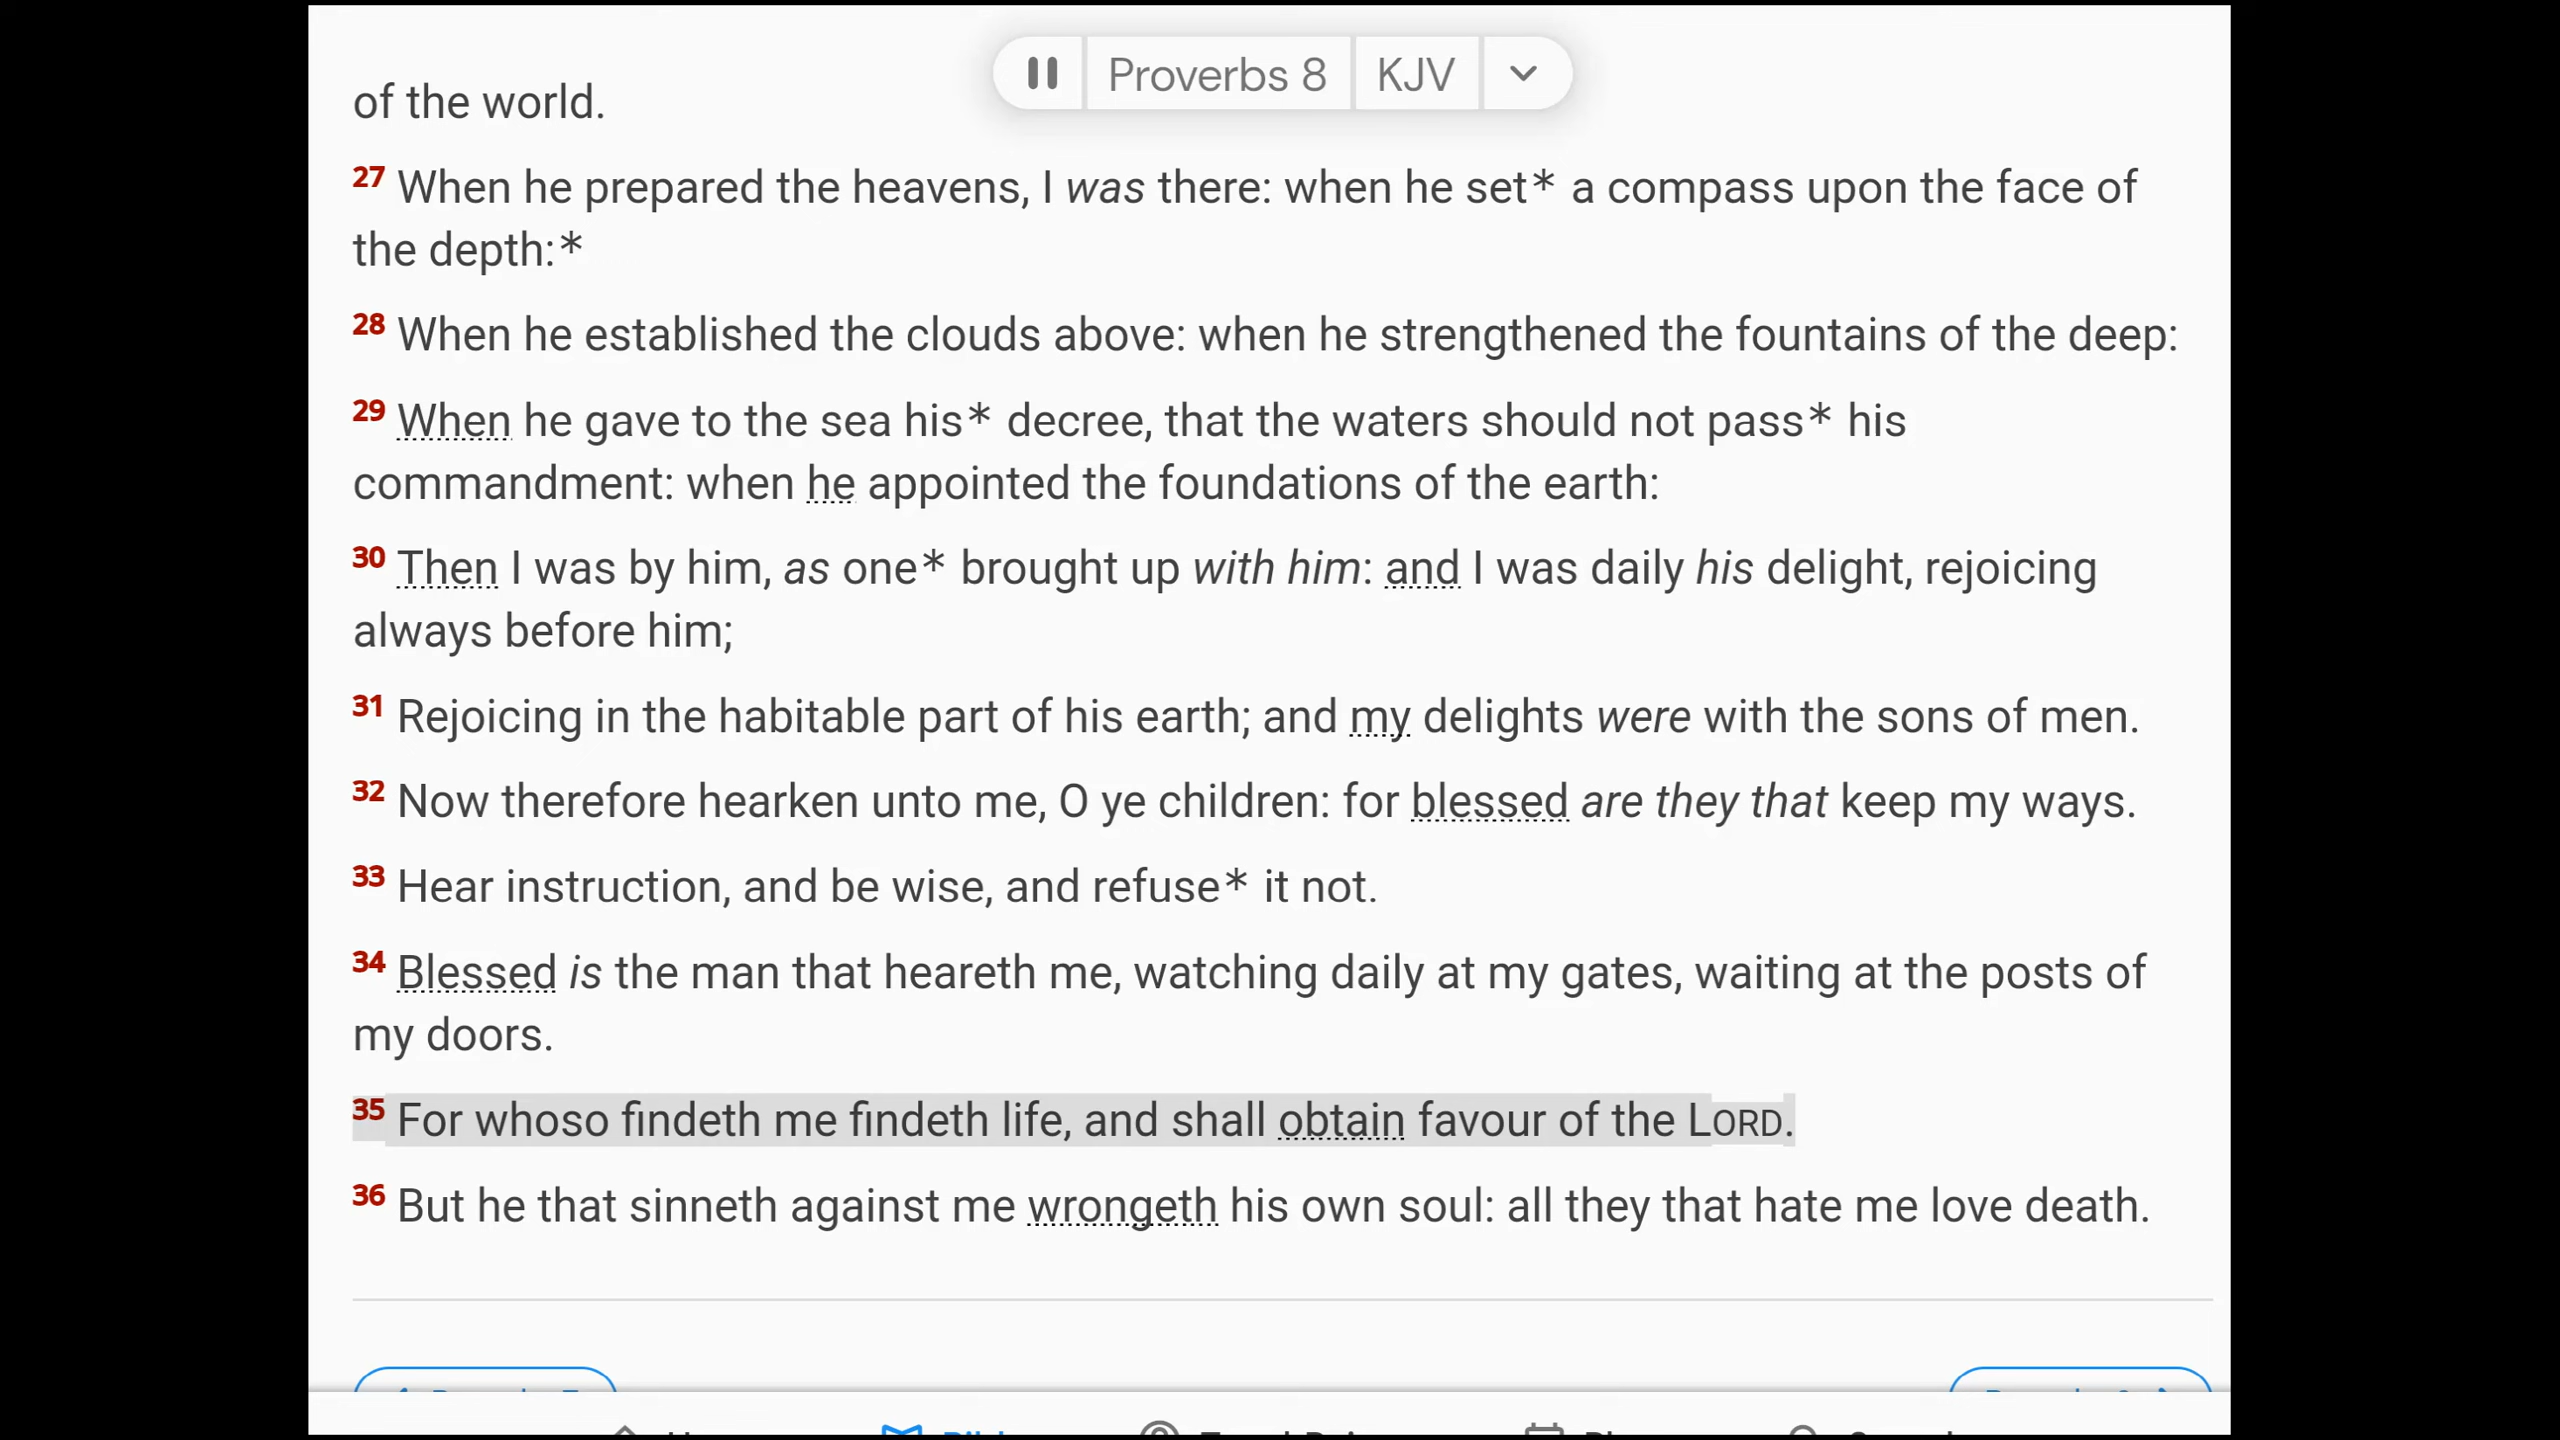 Proverbs 8 KJV
of the world.
27 When he prepared the heavens, I was there: when he set* a compass upon the face of
the depth:*
28 When he established the clouds above: when he strengthened the fountains of the deep:
29 When he gave to the sea his* decree, that the waters should not pass* his
commandment: when he appointed the foundations of the earth:
30 Then I was by him, as one* brought up with him: and I was daily his delight, rejoicing
always before him;
31 Rejoicing in the habitable part of his earth; and my delights were with the sons of men.
32 Now therefore hearken unto me, O ye children: for blessed are they that keep my ways.
33 Hear instruction, and be wise, and refuse* it not.
34 Blessed is the man that heareth me, watching daily at my gates, waiting at the posts of
my doors.
35 For whoso findeth me findeth life, and shall obtain favour of the LORD.
36 But he that sinneth against me wrongeth his own soul: all they that hate me love death.